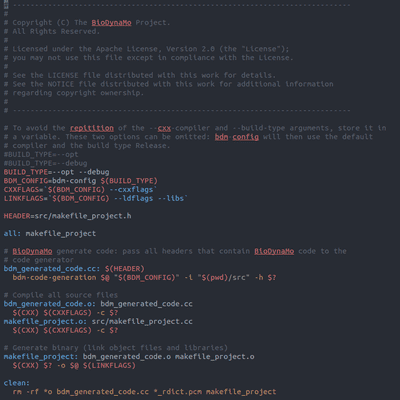 # ----------------------------------------------------------------------------
#
# Copyright (C) The BioDynaMo Project.
# All Rights Reserved.
#
# Licensed under the Apache License, Version 2.0 (the "License");
# you may not use this file except in compliance with the License.
#
# See the LICENSE file distributed with this work for details.
# See the NOTICE file distributed with this work for additional information
# regarding copyright ownership.
#
# ----------------------------------------------------------------------------
# To avoid the repitition of the --cxx-compiler and --build-type arguments, store it in
# a variable. These two options can be omitted: bdm config will then use the default
# compiler and the build type Release.
#BUILD_TYPE=--opt
#BUILD_TYPE=--debug
BUILD_TYPE=--opt --debug
BDM_CONFIG=bdm-config $(BUILD_TYPE)
CXXFLAGS=`$(BDM_CONFIG) --cxxflags`
LINKFLAGS=`$(BDM_CONFIG) --ldflags --libs`
HEADER=src/makefile_project.h
all: makefile_project
# BioDynaMo generate code: pass all headers that contain BioDynaMo code to the
# code generator
bdm_generated_code.cc: $(HEADER)
bdm-code-generation $@ "$(BDM_CONFIG)" -i "$(pwd)/src" -h $?
# Compile all source files
bdm_generated_code.o: bdm_generated_code.cc
$(CXX) $(CXXFLAGS) -c $?
makefile_project.o: src/makefile_project.cc
$(CXX) $(CXXFLAGS) -c $?
# Generate binary (link object files and libraries)
makefile_project: bdm_generated_code.o makefile_project.o
$(CXX) $? -o $@ $(LINKFLAGS)
clean:
rm -rf *o bdm_generated_code.cc *_rdict.pcm makefile_project